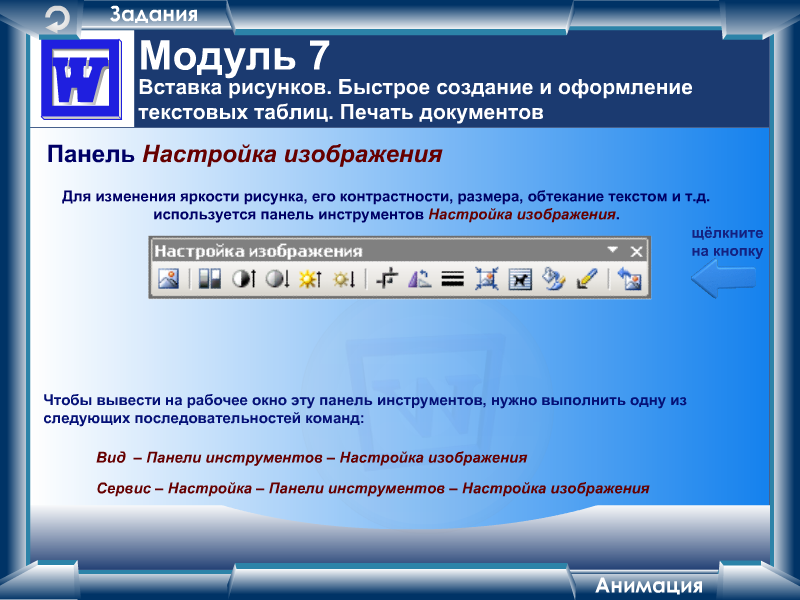 Задания
W
Модуль 7
Вставка рисунков. Быстрое создание и оформление
текстовых таблиц. Печать документов
Панель Настройка изображения
Для изменения яркости рисунка, его контрастности, размера, обтекание текстом и т.д.
используется панель инструментов Настройка изображения.
щёлкните
на кнопку
Настройка изображения
Чтобы вывести на рабочее окно эту панель инструментов, нужно выполнить одну из
следующих последовательностей команд:
Вид – Панели инструментов – Настройка изображения
Сервис – Настройка – Панели инструментов – Настройка изображения
Анимация